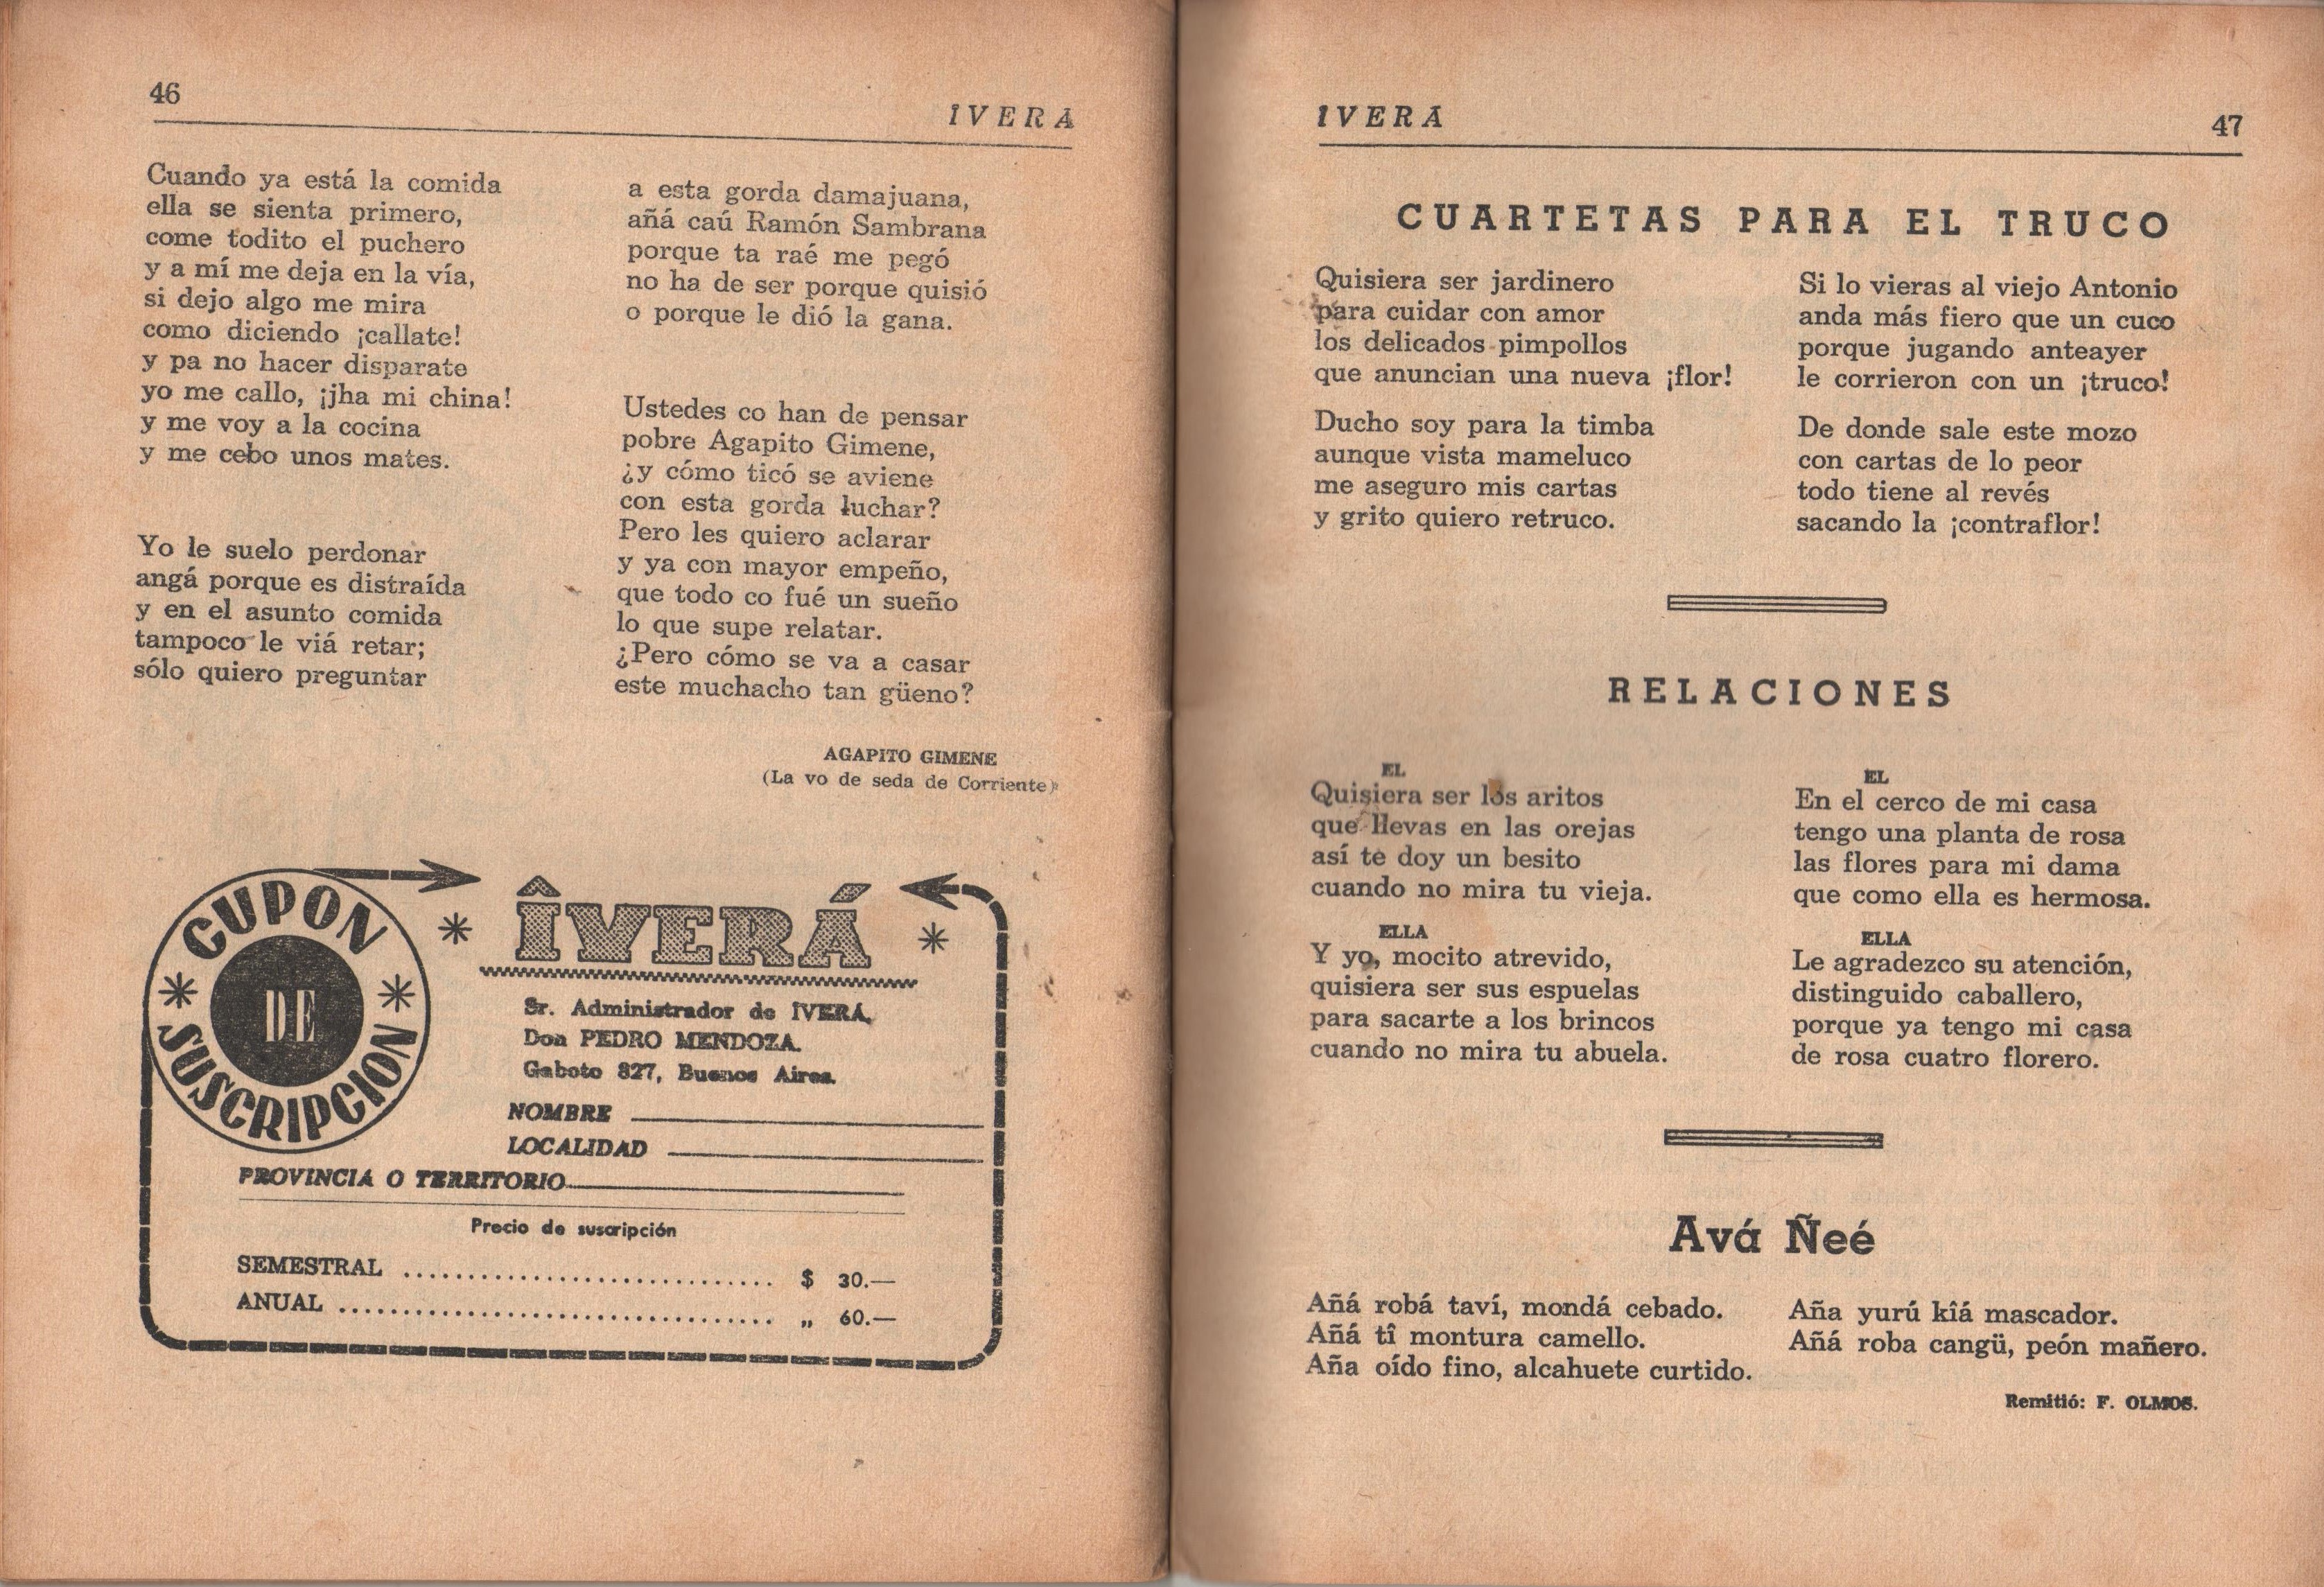 46
IVERA
Cuando ya está la comida
ella se sienta primero,
come todito el puchero
y a mí me deja en la vía,
si dejo algo me mira
como diciendo ¡callate!
y pa no hacer disparate
yo me callo, ¡jha mi china!
y me voy a la cocina
y me cebo unos mates.
Yo le suelo perdonar
angá porque es distraída
y en el asunto comida
tampoco le viá retar;
sólo quiero preguntar
a esta gorda damajuana,
añá caú Ramón Sambrana
porque ta raé me pegó
no ha de ser porque quisió
o porque le dió la gana.
Ustedes co han de pensar
pobre Agapito Gimene,
¿y cómo ticó se aviene
con esta gorda luchar?
Pero les quiero aclarar
y ya con mayor empeño,
que todo co fué un sueño
lo que supe relatar.
¿Pero cómo se va a casar
este muchacho tan güeno?
AGAPITO GIMENE
(La vo de seda de Corriente)
CUPON DE SUSCRIPCION
ÎVERÁ
Sr. Administrador de ÎVERÁ,
Don PEDRO MENDOZA.
Gaboto 827, Buenos Aires.
NOMBRE
LOCALIDAD
PROVINCIA O TERRITORIO
Precio de suscripción
SEMESTRAL ............................ $ 30.—
ANUAL ................................. „ 60.—
IVERA
47
CUARTETAS PARA EL TRUCO
Quisiera ser jardinero
para cuidar con amor
los delicados pimpollos
que anuncian una nueva ¡flor!
Ducho soy para la timba
aunque vista mameluco
me aseguro mis cartas
y grito quiero retruco.
Si lo vieras al viejo Antonio
anda más fiero que un cuco
porque jugando anteayer
le corrieron con un ¡truco!
De donde sale este mozo
con cartas de lo peor
todo tiene al revés
sacando la ¡contraflor!
RELACIONES
EL
Quisiera ser los aritos
que llevas en las orejas
así te doy un besito
cuando no mira tu vieja.
ELLA
Y yo, mocito atrevido,
quisiera ser sus espuelas
para sacarte a los brincos
cuando no mira tu abuela.
EL
En el cerco de mi casa
tengo una planta de rosa
las flores para mi dama
que como ella es hermosa.
ELLA
Le agradezco su atención,
distinguido caballero,
porque ya tengo mi casa
de rosa cuatro florero.
Avá Ñeé
Añá robá taví, mondá cebado.
Añá tî montura camello.
Aña oído fino, alcahuete curtido.
Aña yurú kîá mascador.
Añá roba cangü, peón mañero.
Remitió: F. OLMOS.